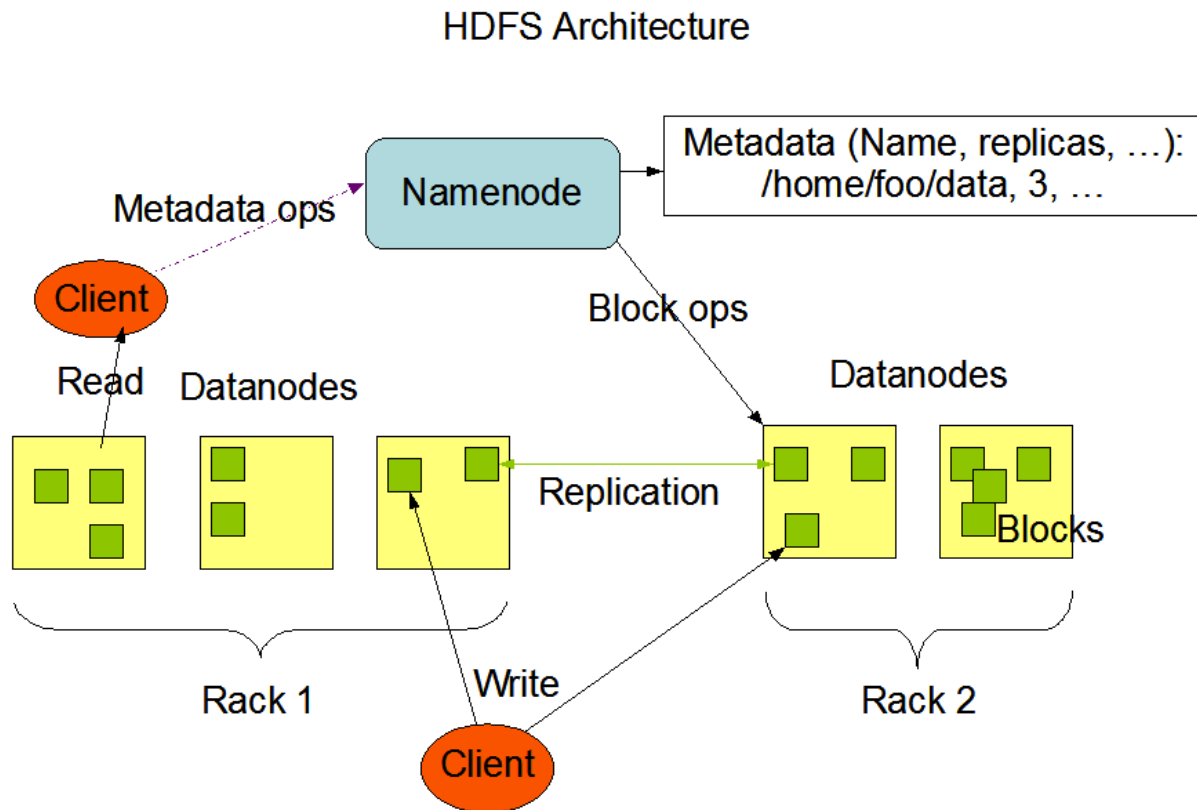 HDFS Architecture
Metadata (Name, replicas, …):
/home/foo/data, 3, …
Namenode
Metadata ops
Client
Block ops
Read
Datanodes
Datanodes
Replication
Blocks
Rack 1
Write
Rack 2
Client